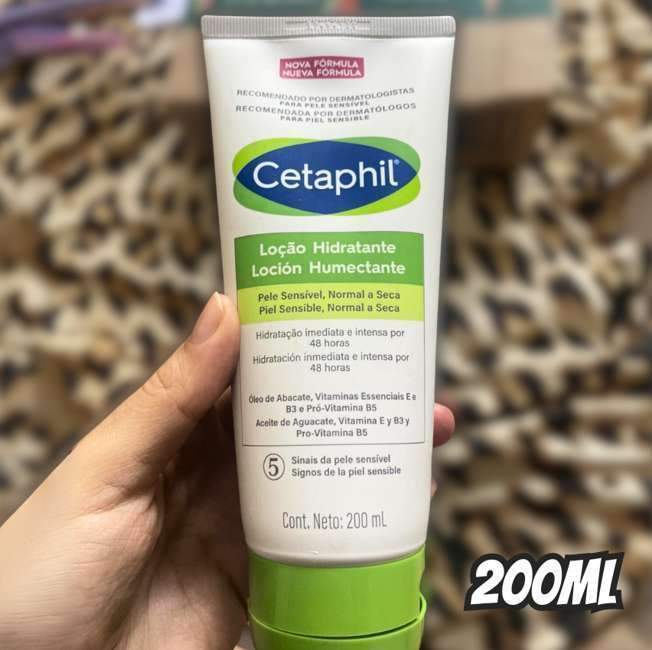 NOVA FÓRMULA
NUEVA FÓRMULA
RECOMENDADO POR DERMATOLOGISTAS
PARA PELE SENSÍVEL
RECOMENDADA POR DERMATÓLOGOS
PARA PIEL SENSIBLE
Cetaphil®
Loção Hidratante
Loción Humectante
Pele Sensível, Normal a Seca
Piel Sensible, Normal a Seca
Hidratação imediata e intensa por
48 horas
Hidratación inmediata e intensa por
48 horas
Óleo de Abacate, Vitaminas Essenciais E e
B3 e Pró-Vitamina B5
Aceite de Aguacate, Vitamina E y B3 y
Pro-Vitamina B5
5 Sinais da pele sensível
Signos de la piel sensible
Cont. Neto: 200 mL
200ML